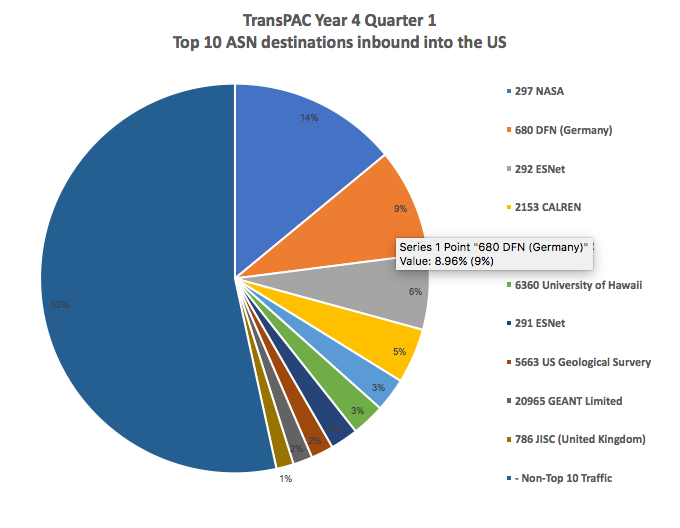 TransPAC Year 4 Quarter 1
Top 10 ASN destinations inbound into the US
297 NASA
680 DFN (Germany)
292 ESNet
2153 CALREN
Series 1 Point "680 DFN (Germany)"
Value: 8.96% (9%)
6360 University of Hawaii
291 ESNet
5663 US Geological Survery
20965 GEANT Limited
786 JISC (United Kingdom)
- Non-Top 10 Traffic
14%
9%
6%
5%
3%
3%
2%
2%
1%
53%